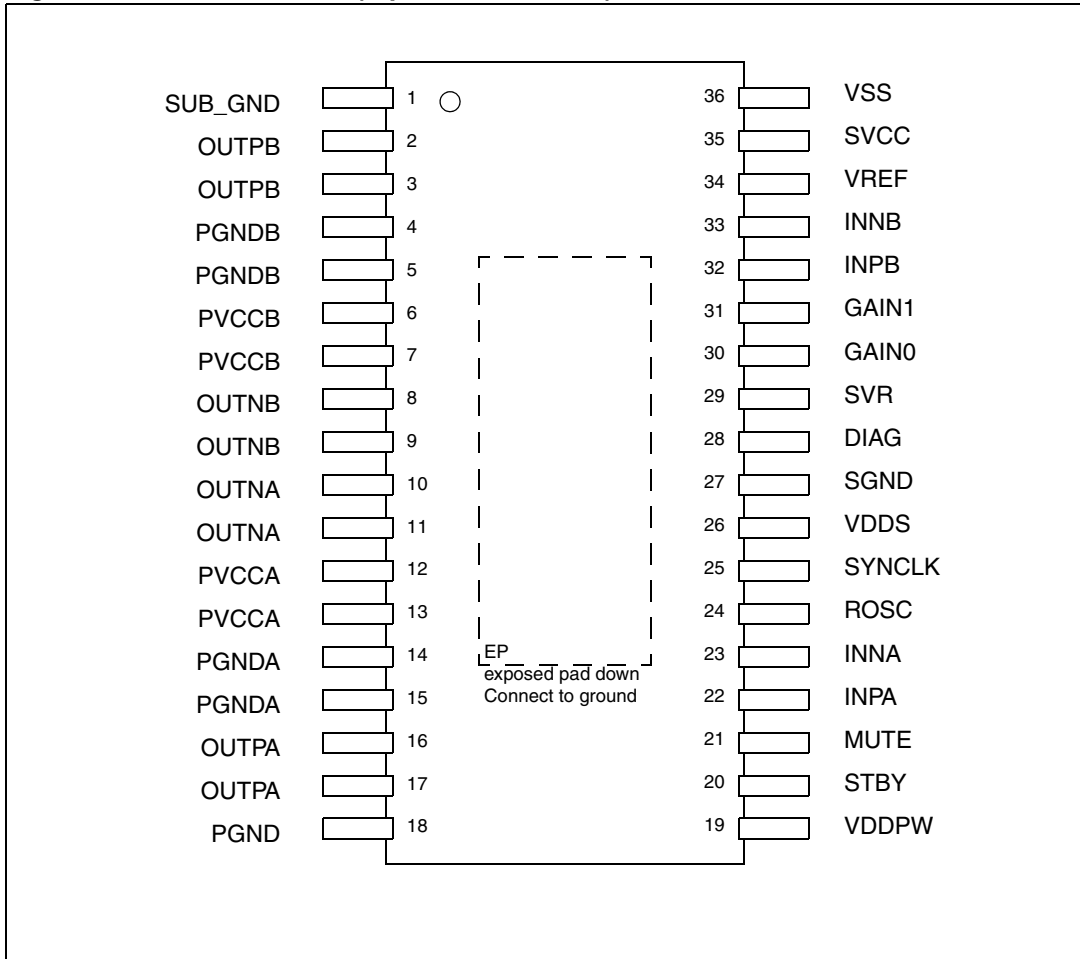 SUB_GND 1 36 VSS
OUTPB 2 35 SVCC
OUTPB 3 34 VREF
PGNDB 4 33 INNB
PGNDB 5 32 INPB
PVCCB 6 31 GAIN1
PVCCB 7 30 GAIN0
OUTNB 8 29 SVR
OUTNB 9 28 DIAG
OUTNA 10 27 SGND
OUTNA 11 26 VDDS
PVCCA 12 25 SYNCLK
PVCCA 13 24 ROSC
PGNDA 14 23 INNA
PGNDA 15 22 INPA
OUTPA 16 21 MUTE
OUTPA 17 20 STBY
PGND 18 19 VDDPW
EP
exposed pad down
Connect to ground